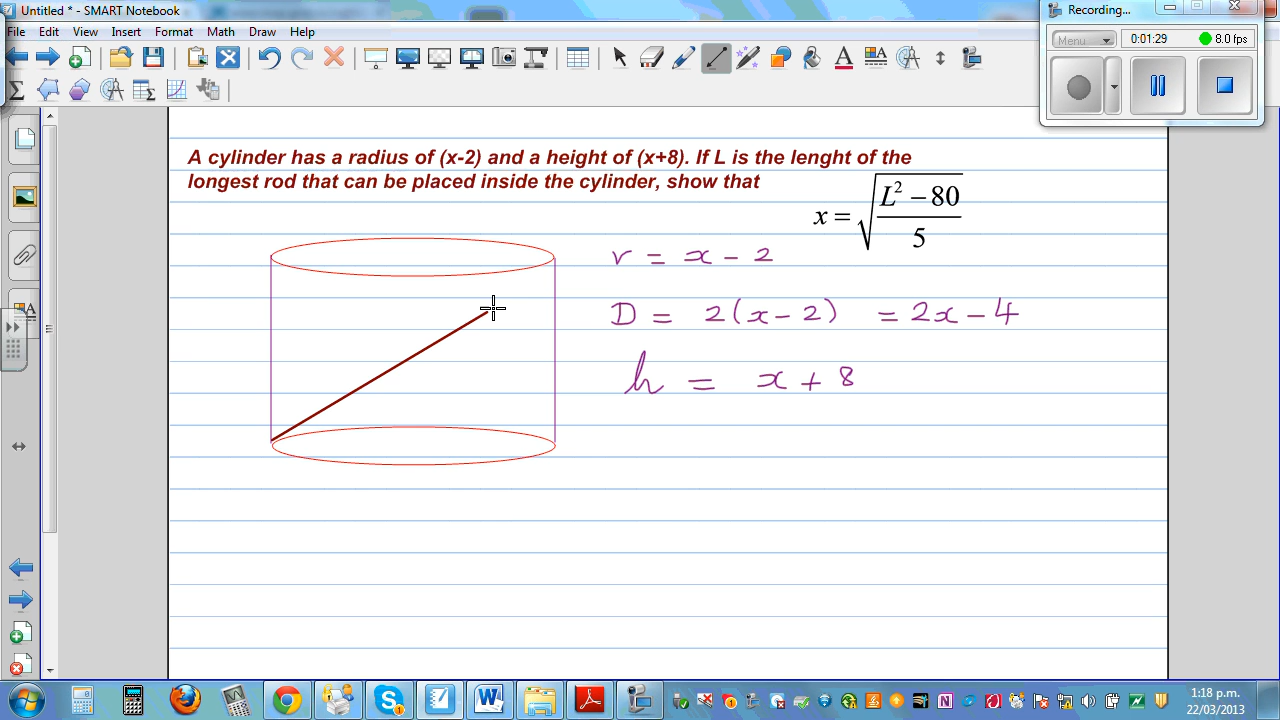 Untitled * - SMART Notebook
File Edit View Insert Format Math Draw Help
Recording...
Menu 0:01:29 8.0 fps
A cylinder has a radius of (x-2) and a height of (x+8). If L is the lenght of the
longest rod that can be placed inside the cylinder, show that
x = √((L² − 80)/5)
r = x - 2
D = 2(x - 2) = 2x - 4
h = x + 8
1:18 p.m.
22/03/2013